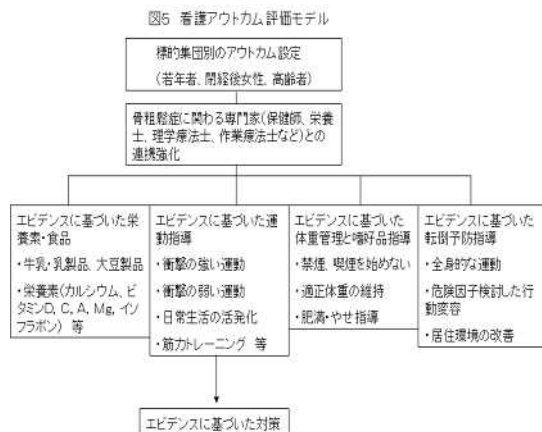 図5 看護アウトカム評価モデル
標的集団別のアウトカム設定
(若年者、閉経後女性、高齢者)
骨粗鬆症に関わる専門家(保健師、栄養
士、理学療法士、作業療法士など)との
連携強化
エビデンスに基づいた栄
養素・食品
・牛乳・乳製品、大豆製品
・栄養素(カルシウム、ビ
タミンD, C, A, Mg, イソ
フラボン) 等
エビデンスに基づいた運
動指導
・衝撃の強い運動
・衝撃の弱い運動
・日常生活の活発化
・筋力トレーニング 等
エビデンスに基づいた
体重管理と嗜好品指導
・禁煙、喫煙を始めない
・適正体重の維持
・肥満・やせ指導
エビデンスに基づいた
転倒予防指導
・全身的な運動
・危険因子検討した行
動変容
・居住環境の改善
エビデンスに基づいた対策